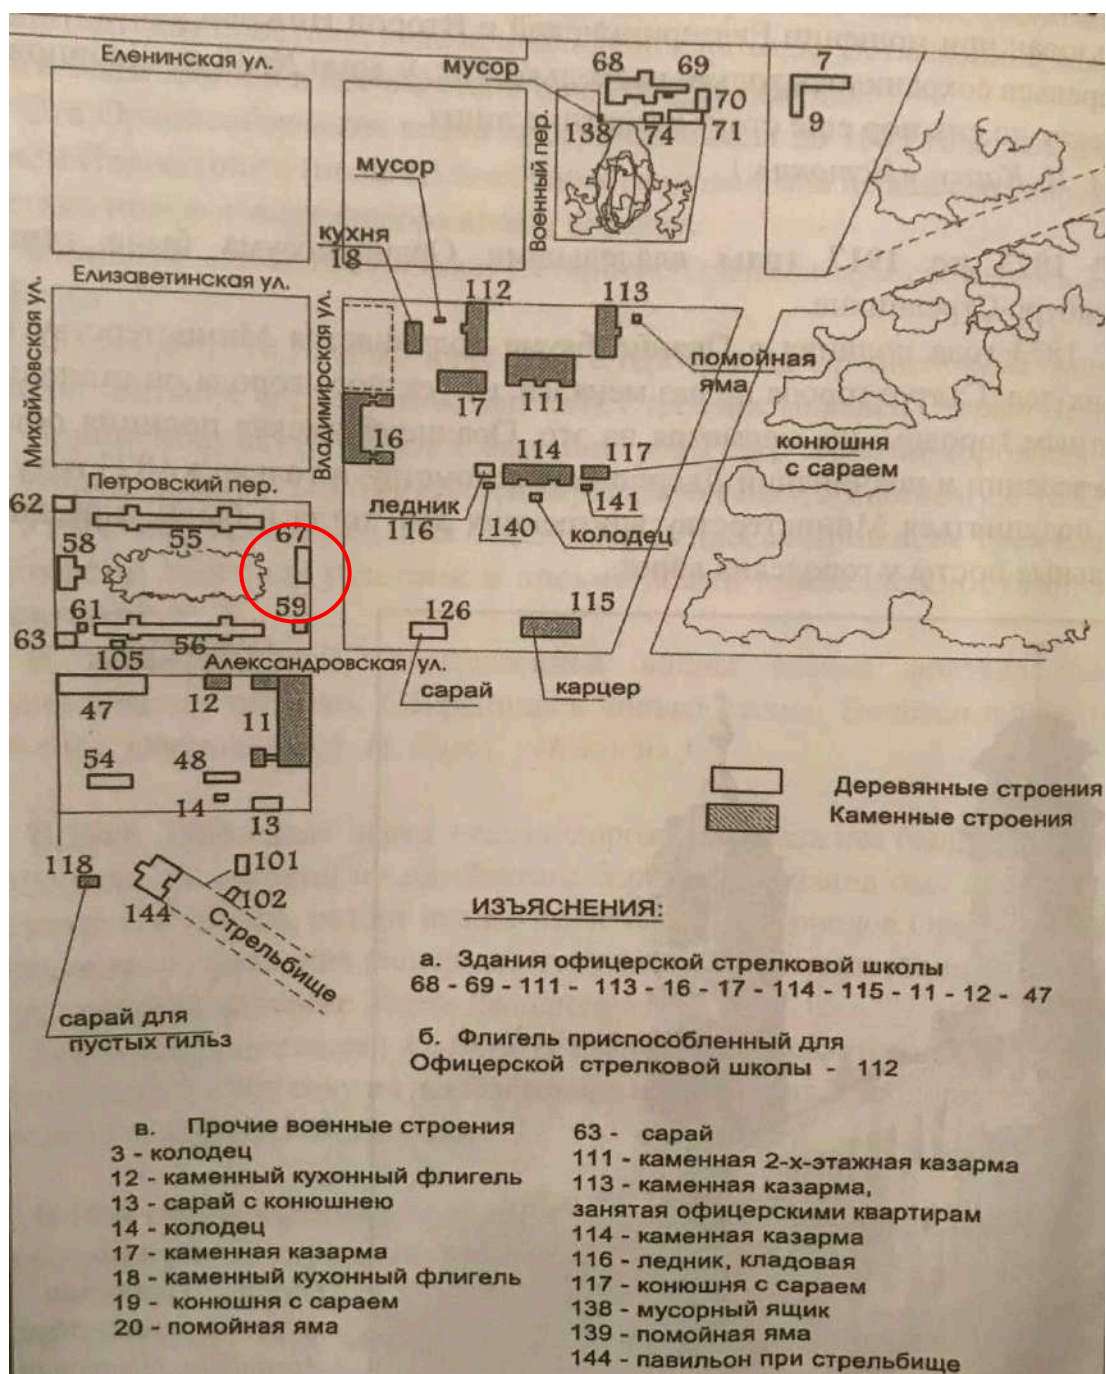 Еленинская ул.
мусор
68
69
7
70
9
138
74
71
Военный пер.
мусор
кухня
18
Михайловская ул.
Елизаветинская ул.
Владимирская ул.
112
113
помойная
яма
17
111
16
114
117
конюшня
с сараем
Петровский пер.
62
ледник
116
140
141
колодец
58
55
67
61
59
126
115
63
105
56
Александровская ул.
сарай
карцер
47
12
11
54
48
14
13
Деревянные строения
Каменные строения
118
101
102
144
Стрельбище
сарай для
пустых гильз
ИЗЪЯСНЕНИЯ:
а. Здания офицерской стрелковой школы
68 - 69 - 111 - 113 - 16 - 17 - 114 - 115 - 11 - 12 - 47
б. Флигель приспособленный для
Офицерской стрелковой школы - 112
в. Прочие военные строения
3 - колодец
12 - каменный кухонный флигель
13 - сарай с конюшнею
14 - колодец
17 - каменная казарма
18 - каменный кухонный флигель
19 - конюшня с сараем
20 - помойная яма
63 - сарай
111 - каменная 2-х-этажная казарма
113 - каменная казарма,
занятая офицерскими квартирам
114 - каменная казарма
116 - ледник, кладовая
117 - конюшня с сараем
138 - мусорный ящик
139 - помойная яма
144 - павильон при стрельбище